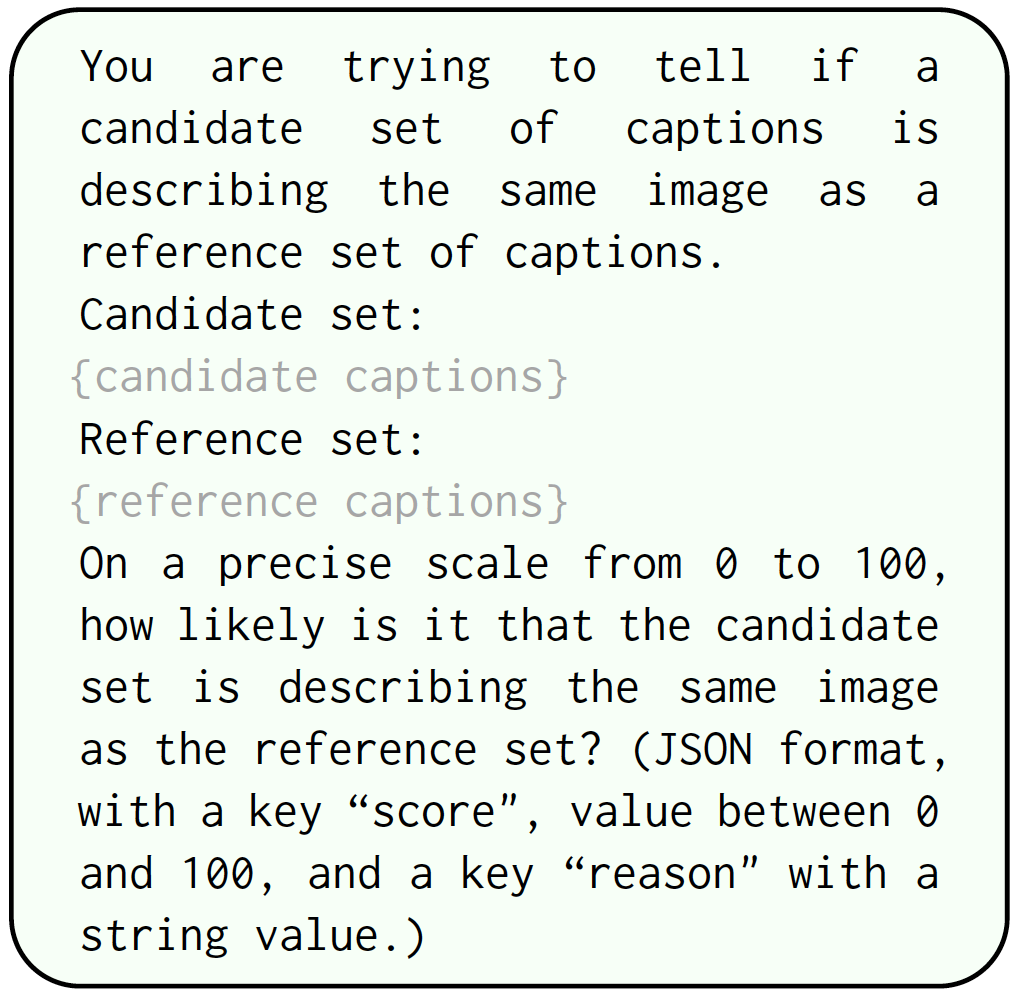 You are trying to tell if a
candidate set of captions is
describing the same image as a
reference set of captions.
Candidate set:
{candidate captions}
Reference set:
{reference captions}
On a precise scale from 0 to 100,
how likely is it that the candidate
set is describing the same image
as the reference set? (JSON format,
with a key “score", value between 0
and 100, and a key “reason" with a
string value.)